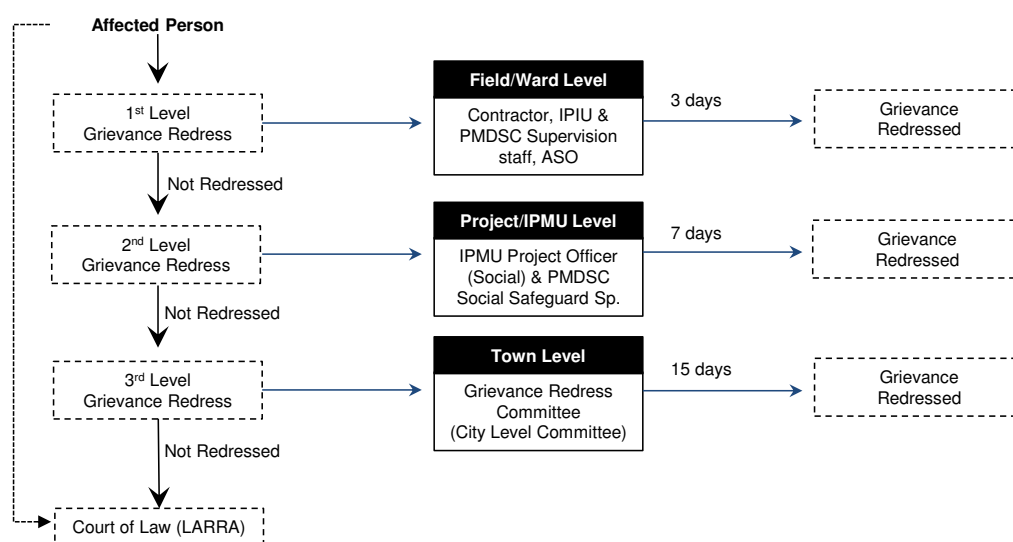 Affected Person
1st Level
Grievance Redress
Field/Ward Level
Contractor, IPIU &
PMDSC Supervision
staff, ASO
3 days
Grievance
Redressed
Not Redressed
2nd Level
Grievance Redress
Project/IPMU Level
IPMU Project Officer
(Social) & PMDSC
Social Safeguard Sp.
7 days
Grievance
Redressed
Not Redressed
3rd Level
Grievance Redress
Town Level
Grievance Redress
Committee
(City Level Committee)
15 days
Grievance
Redressed
Not Redressed
Court of Law (LARRA)